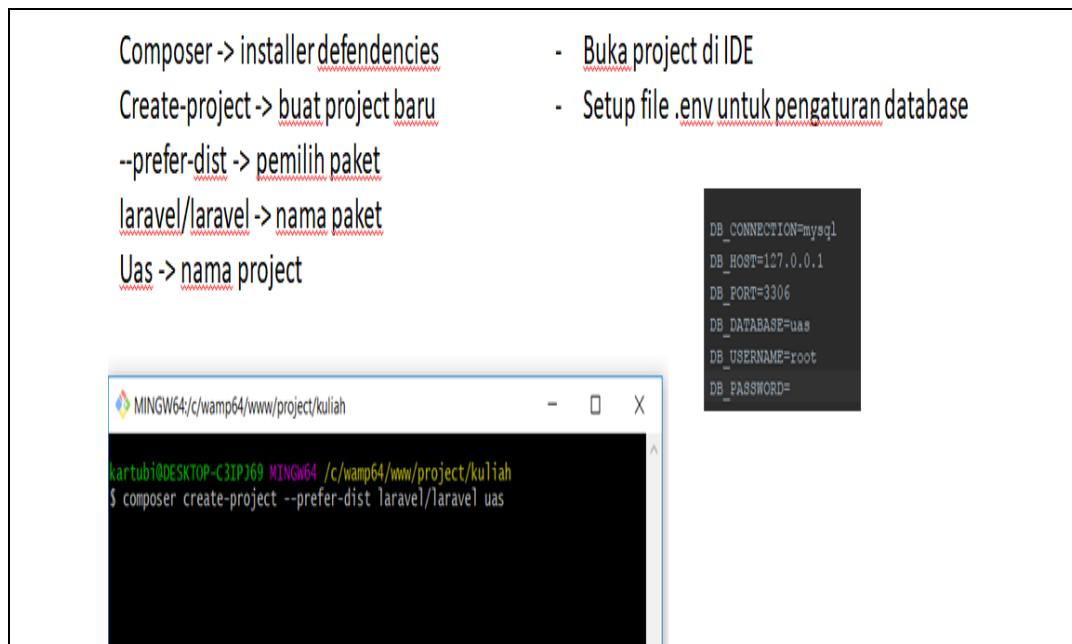 Composer -> installer defendencies
Create-project -> buat project baru
--prefer-dist -> pemilih paket
laravel/laravel -> nama paket
Uas -> nama project
- Buka project di IDE
- Setup file .env untuk pengaturan database
DB_CONNECTION=mysql
DB_HOST=127.0.0.1
DB_PORT=3306
DB_DATABASE=uas
DB_USERNAME=root
DB_PASSWORD=
MINGW64:/c/wamp64/www/project/kuliah
kartubi@DESKTOP-C3IPJ69 MINGW64 /c/wamp64/www/project/kuliah
$ composer create-project --prefer-dist laravel/laravel uas